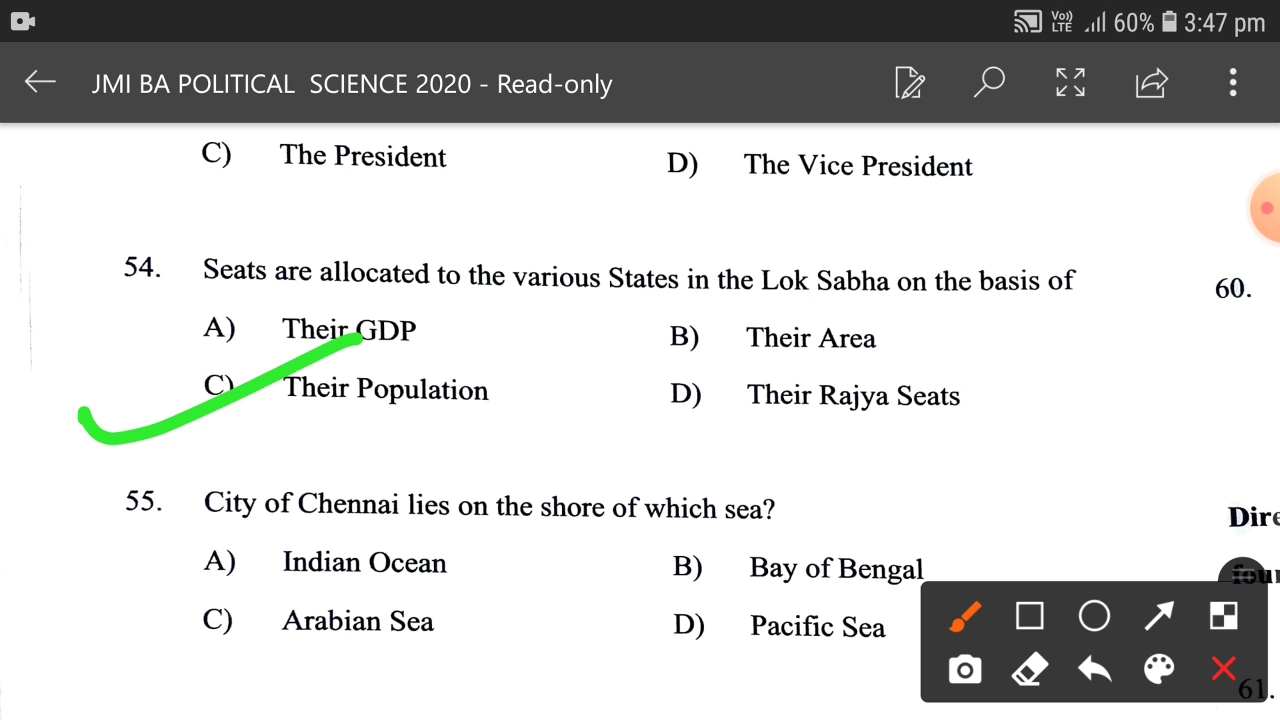 Vo)) LTE 60% 3:47 pm
JMI BA POLITICAL SCIENCE 2020 - Read-only
C) The President D) The Vice President
54. Seats are allocated to the various States in the Lok Sabha on the basis of
60.
A) Their GDP B) Their Area
C) Their Population D) Their Rajya Seats
55. City of Chennai lies on the shore of which sea?
A) Indian Ocean B) Bay of Bengal
C) Arabian Sea D) Pacific Sea
61.